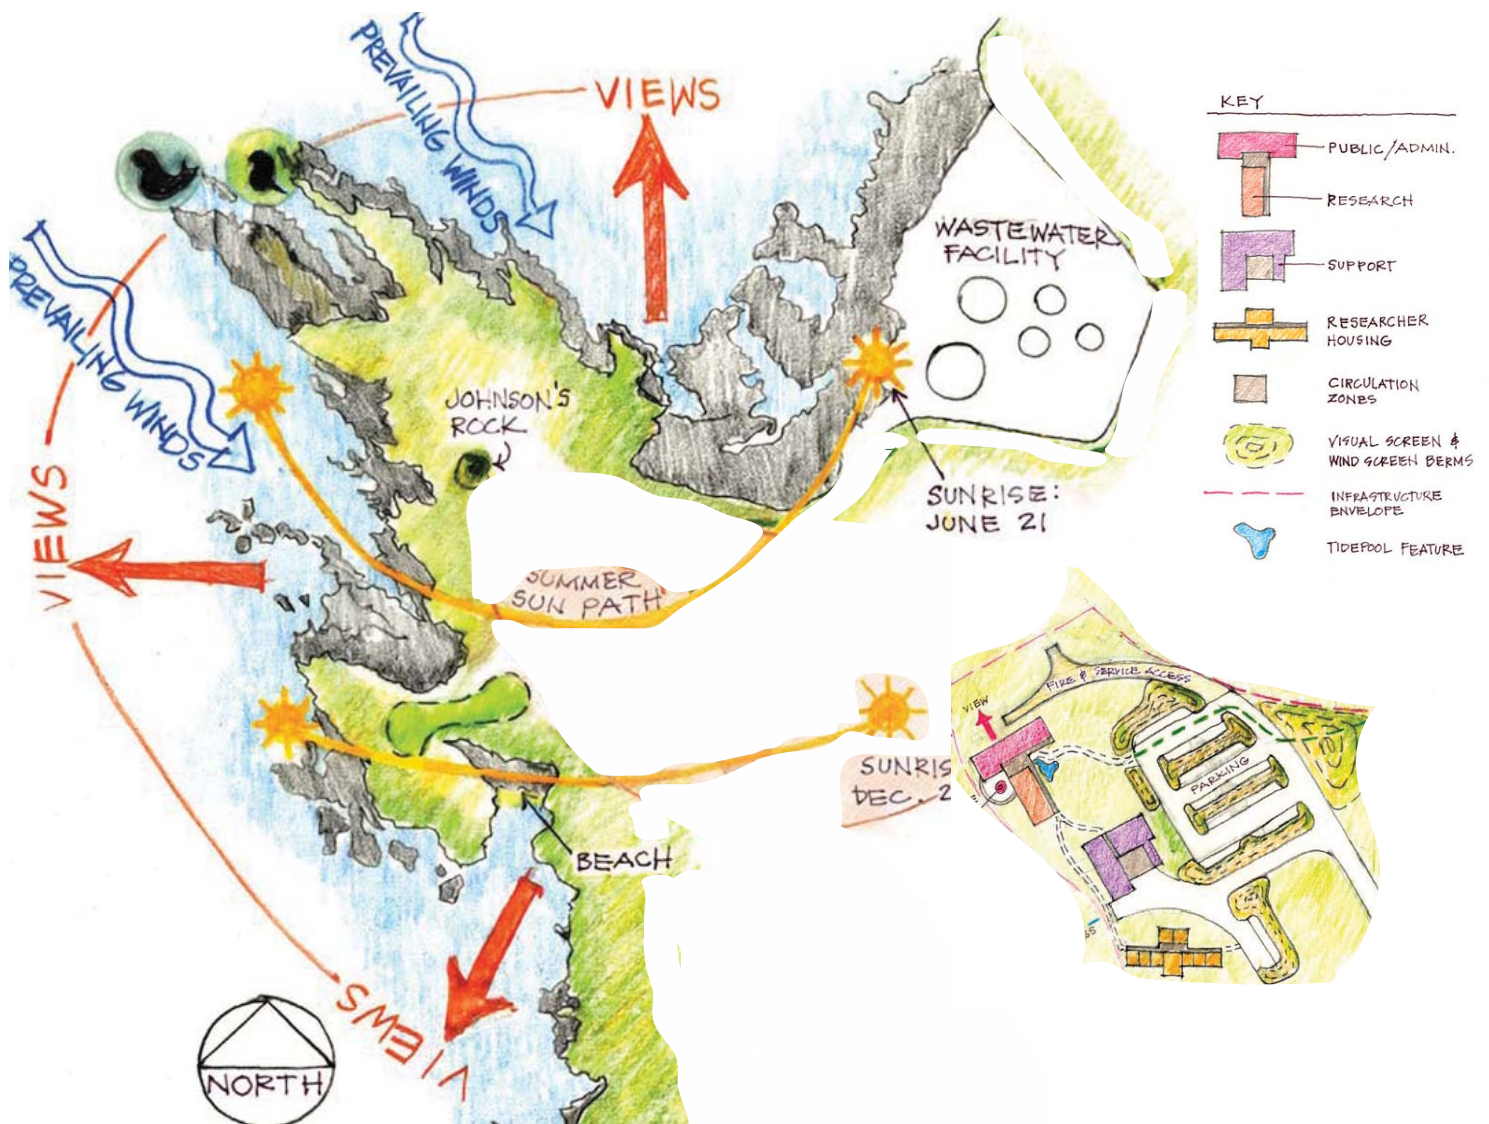 PREVAILING WINDS
VIEWS
PREVAILING WINDS
WASTEWATER
FACILITY
JOHNSON'S
ROCK
VIEWS
SUNRISE:
JUNE 21
SUMMER
SUN PATH
SUNRIS
DEC. 2
BEACH
VIEWS
NORTH
KEY
PUBLIC/ADMIN.
RESEARCH
SUPPORT
RESEARCHER
HOUSING
CIRCULATION
ZONES
VISUAL SCREEN &
WIND SCREEN BERMS
INFRASTRUCTURE
ENVELOPE
TIDEPOOL FEATURE
FIRE & SERVICE ACCESS
VIEW
PARKING